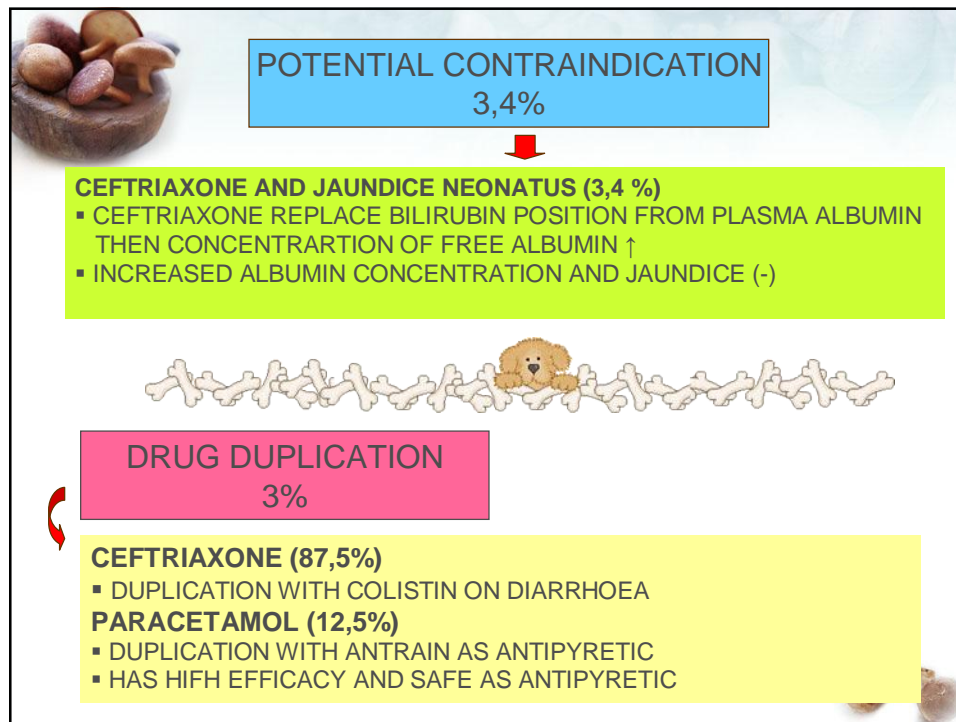 POTENTIAL CONTRAINDICATION
3,4%
CEFTRIAXONE AND JAUNDICE NEONATUS (3,4 %)
▪ CEFTRIAXONE REPLACE BILIRUBIN POSITION FROM PLASMA ALBUMIN
THEN CONCENTRARTION OF FREE ALBUMIN ↑
▪ INCREASED ALBUMIN CONCENTRATION AND JAUNDICE (-)
DRUG DUPLICATION
3%
CEFTRIAXONE (87,5%)
▪ DUPLICATION WITH COLISTIN ON DIARRHOEA
PARACETAMOL (12,5%)
▪ DUPLICATION WITH ANTRAIN AS ANTIPYRETIC
▪ HAS HIFH EFFICACY AND SAFE AS ANTIPYRETIC